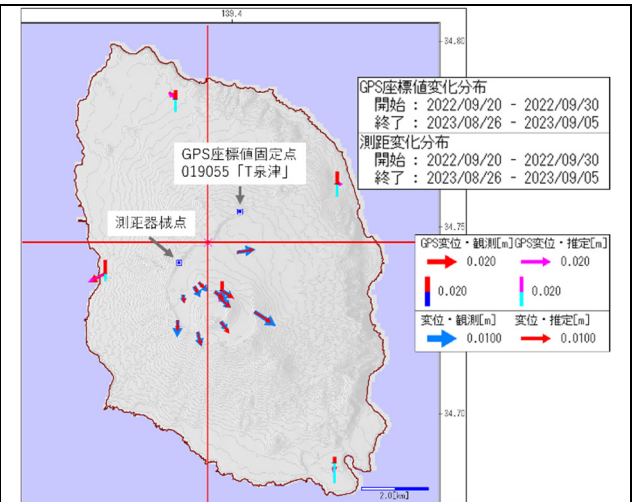 139.4
34.80
GPS座標値変化分布
開始 : 2022/09/20 - 2022/09/30
終了 : 2023/08/26 - 2023/09/05
測距変化分布
開始 : 2022/09/20 - 2022/09/30
終了 : 2023/08/26 - 2023/09/05
GPS座標値固定点
019055「T泉津」
測距器械点
34.75
GPS変位・観測[m] GPS変位・推定[m]
0.020 0.020
0.020 0.020
変位・観測[m] 変位・推定[m]
0.0100 0.0100
34.70
2.0[km]